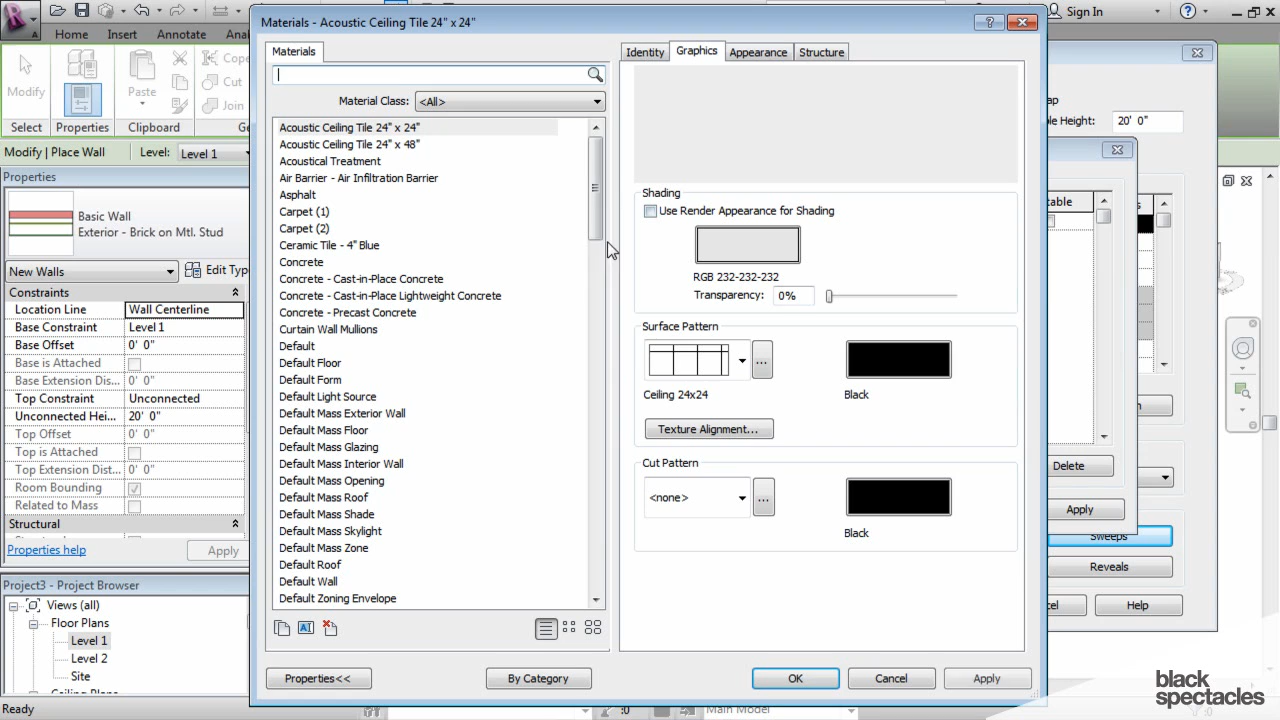 Materials - Acoustic Ceiling Tile 24" x 24"
Sign In
Home
Insert
Annotate
Modify
Paste
Cut
Join
Select
Properties
Clipboard
Modify | Place Wall
Level:
Level 1
Properties
Basic Wall
Exterior - Brick on Mtl. Stud
New Walls
Edit Typ
Constraints
Location Line
Wall Centerline
Base Constraint
Level 1
Base Offset
0' 0"
Base is Attached
Base Extension Dis...
0' 0"
Top Constraint
Unconnected
Unconnected Hei...
20' 0"
Top Offset
0' 0"
Top is Attached
Top Extension Dist...
0' 0"
Room Bounding
Related to Mass
Structural
Properties help
Apply
Project3 - Project Browser
Views (all)
Floor Plans
Level 1
Level 2
Site
Ceiling Plans
Ready
Materials
Material Class:
<All>
Acoustic Ceiling Tile 24" x 24"
Acoustic Ceiling Tile 24" x 48"
Acoustical Treatment
Air Barrier - Air Infiltration Barrier
Asphalt
Carpet (1)
Carpet (2)
Ceramic Tile - 4" Blue
Concrete
Concrete - Cast-in-Place Concrete
Concrete - Cast-in-Place Lightweight Concrete
Concrete - Precast Concrete
Curtain Wall Mullions
Default
Default Floor
Default Form
Default Light Source
Default Mass Exterior Wall
Default Mass Floor
Default Mass Glazing
Default Mass Interior Wall
Default Mass Opening
Default Mass Roof
Default Mass Shade
Default Mass Skylight
Default Mass Zone
Default Roof
Default Wall
Default Zoning Envelope
Properties<<
By Category
Identity
Graphics
Appearance
Structure
Shading
Use Render Appearance for Shading
RGB 232-232-232
Transparency:
0%
Surface Pattern
Ceiling 24x24
Black
Texture Alignment...
Cut Pattern
<none>
Black
OK
Cancel
Apply
le Height:
20' 0"
Delete
Apply
Sweeps
Reveals
Help
:0
Main Model
:0
black
spectacles